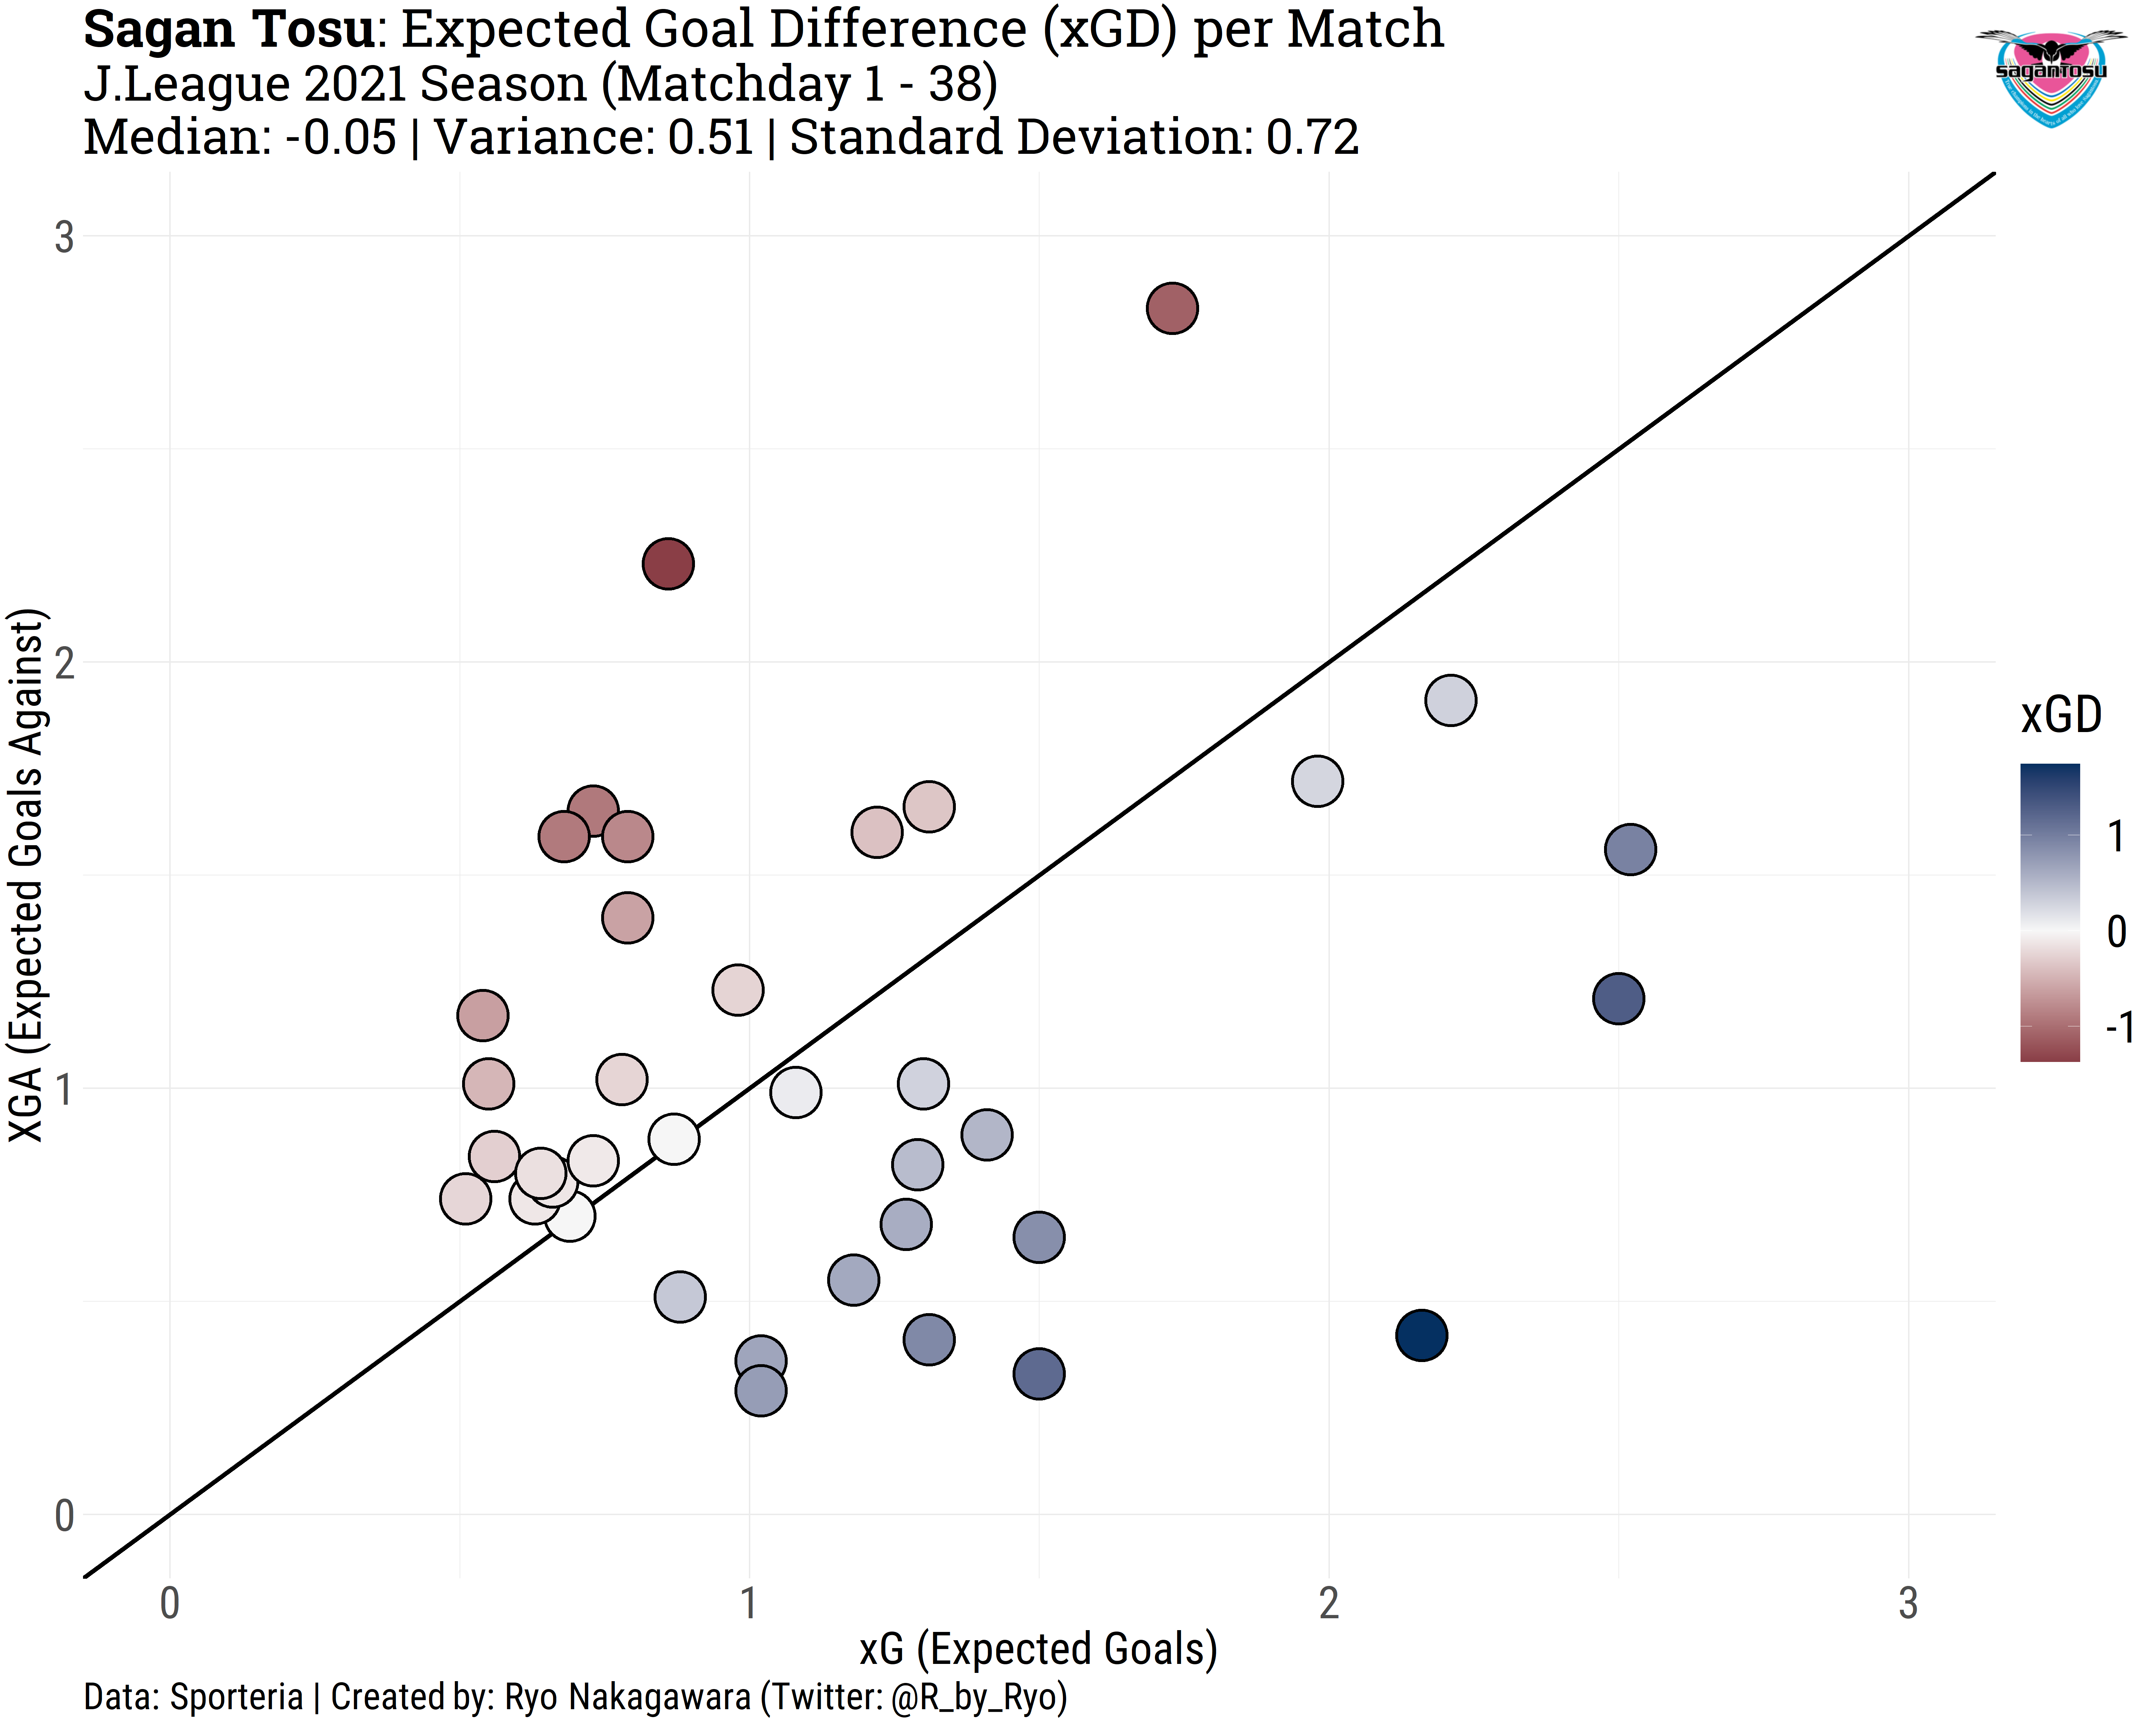 Sagan Tosu: Expected Goal Difference (xGD) per Match
J.League 2021 Season (Matchday 1 - 38)
Median: -0.05 | Variance: 0.51 | Standard Deviation: 0.72
saganTOSU
XGA (Expected Goals Against)
3
2
1
0
0
1
2
3
xG (Expected Goals)
xGD
1
0
-1
Data: Sporteria | Created by: Ryo Nakagawara (Twitter: @R_by_Ryo)